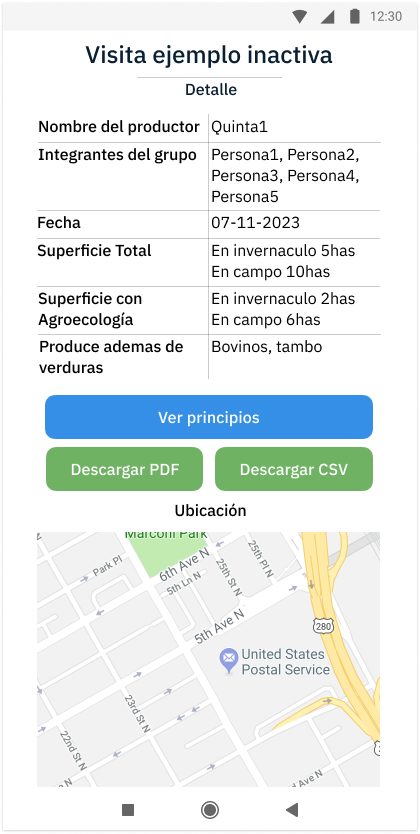 12:30
Visita ejemplo inactiva
Detalle
Nombre del productor Quinta1
Integrantes del grupo Persona1, Persona2,
Persona3, Persona4,
Persona5
Fecha 07-11-2023
Superficie Total En invernaculo 5has
En campo 10has
Superficie con En invernaculo 2has
Agroecología En campo 6has
Produce ademas de Bovinos, tambo
verduras
Ver principios
Descargar PDF Descargar CSV
Ubicación
Marconi Park
Park Pl
6th Ave N
5th Ln N
25th St N
25th Pl N
5th Ave N
280
United States
Postal Service
23rd St N
22nd St N
3rd Ave N